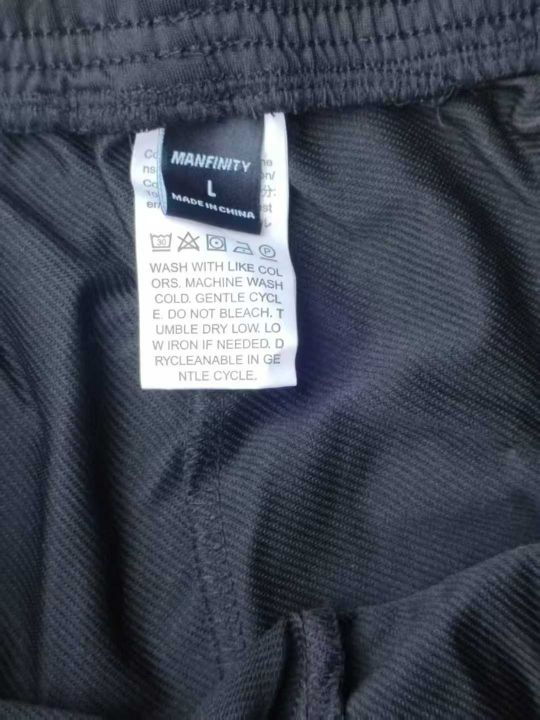 MANFINITY
L
MADE IN CHINA
30
P
WASH WITH LIKE COL
ORS. MACHINE WASH
COLD. GENTLE CYCL
E. DO NOT BLEACH. T
UMBLE DRY LOW. LO
W IRON IF NEEDED. D
RYCLEANABLE IN GE
NTLE CYCLE.